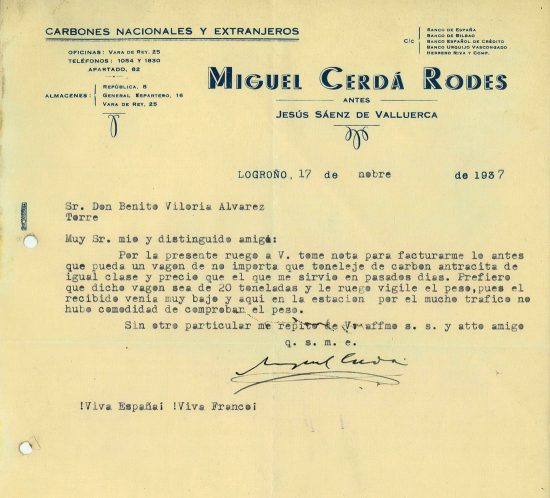 CARBONES NACIONALES Y EXTRANJEROS
OFICINAS: VARA DE REY. 25
TELÉFONOS: 1054 Y 1830
APARTADO, 62
ALMACENES:
REPÚBLICA, 8
GENERAL ESPARTERO, 16
VARA DE REY. 25
C/C
BANCO DE ESPAÑA
BANCO DE BILBAO
BANCO ESPAÑOL DE CRÉDITO
BANCO URQUIJO VASCONGADO
HERRERO RIVA Y COMP.
MIGUEL CERDÁ RODES
ANTES
JESÚS SÁENZ DE VALLUERCA
LOGROÑO, 17 de nobre de 1937
Sr. Don Benito Viloria Alvarez
Torre
Muy Sr. mio y distinguido amigo:
Por la presente ruego a V. tome nota para facturarme lo antes
que pueda un vagon de no importa que toneleje de carbon antracita de
igual clase y precio que el que me sirvio en pasados dias. Prefiero
que dicho vagon sea de 20 toneladas y le ruego vigile el peso,pues el
recibido venia muy bajo y aqui en la estacion por el mucho trafico no
hubo comodidad de comprobar el peso.
Sin otro particular me repito de V. affmo s. s. y atto amigo
q. s. m. e.
Miguel Cerdá
¡Viva España¡ ¡Viva Franco¡